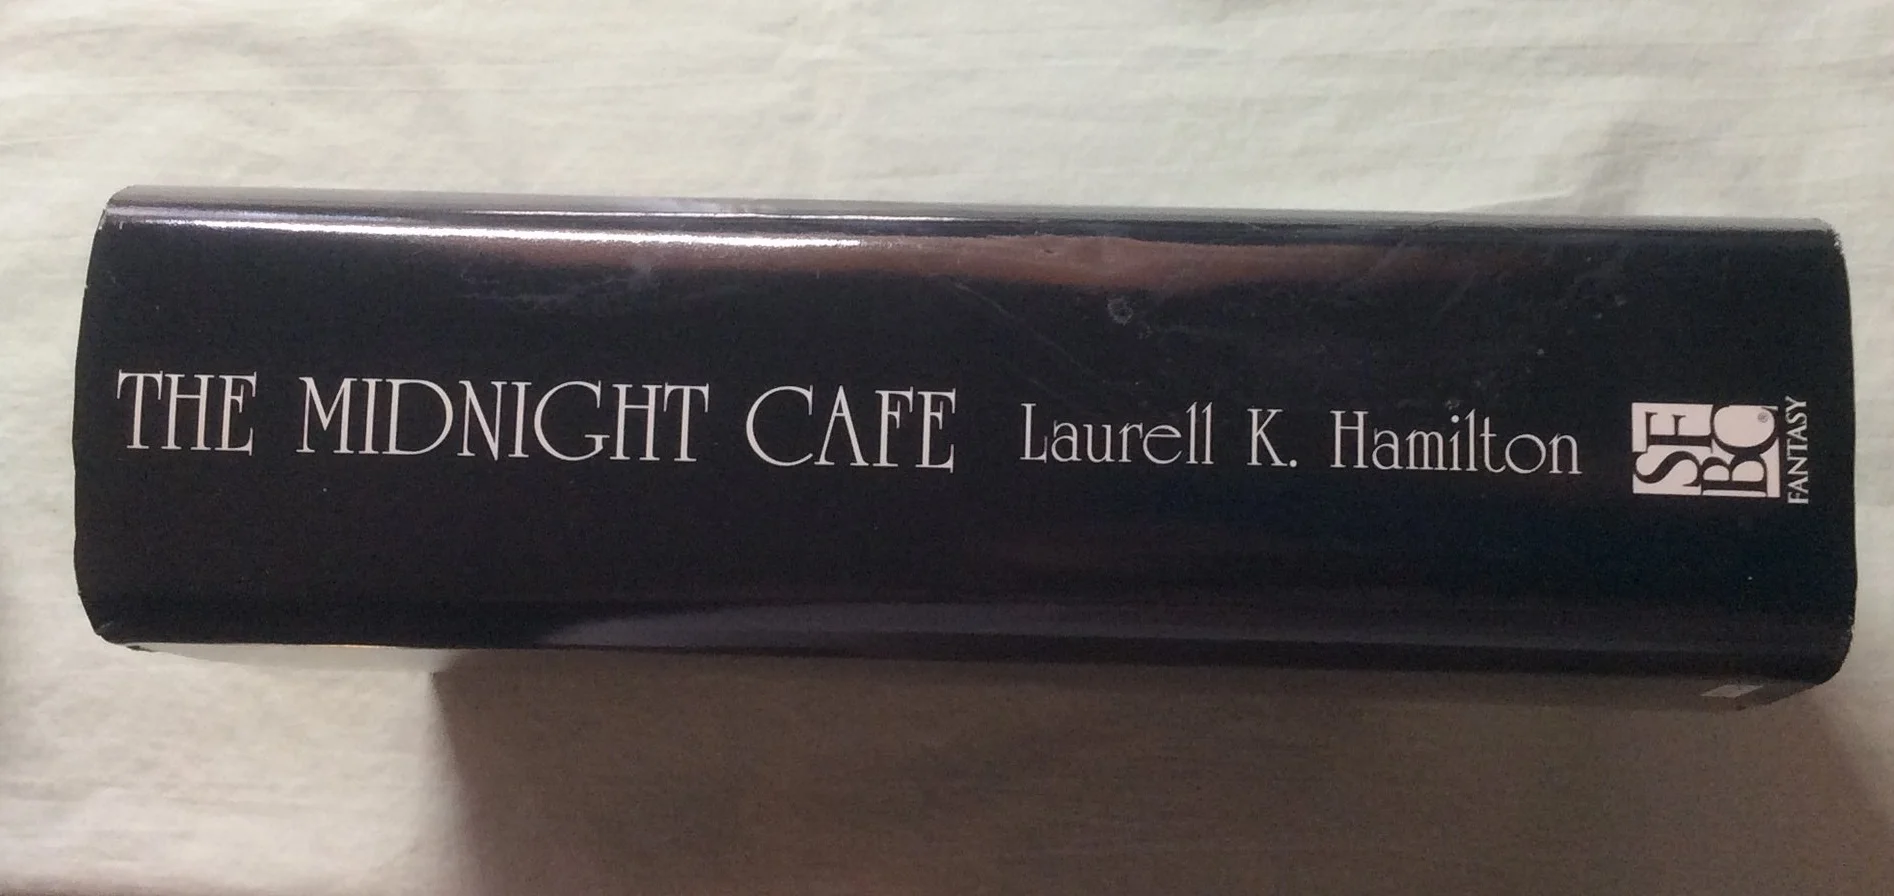 THE MIDNIGHT CAFE Laurell K. Hamilton
SF
BC®
FANTASY